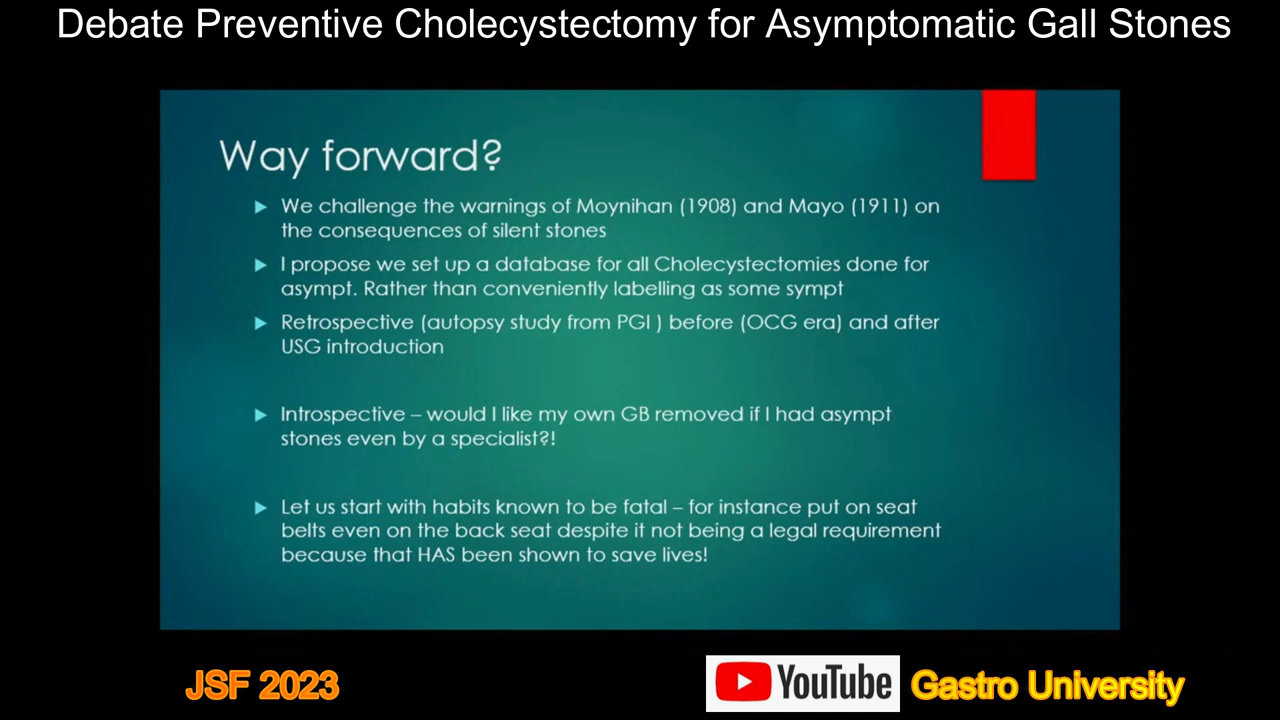 Debate Preventive Cholecystectomy for Asymptomatic Gall Stones
Way forward?
We challenge the warnings of Moynihan (1908) and Mayo (1911) on
the consequences of silent stones
I propose we set up a database for all Cholecystectomies done for
asympt. Rather than conveniently labelling as some sympt
Retrospective (autopsy study from PGI ) before (OCG era) and after
USG introduction
Introspective – would I like my own GB removed if I had asympt
stones even by a specialist?!
Let us start with habits known to be fatal – for instance put on seat
belts even on the back seat despite it not being a legal requirement
because that HAS been shown to save lives!
JSF 2023
YouTube
Gastro University